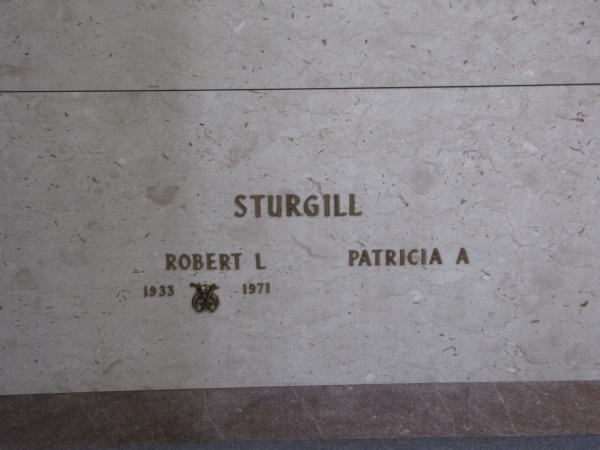 STURGILL
ROBERT L PATRICIA A
1933 1971